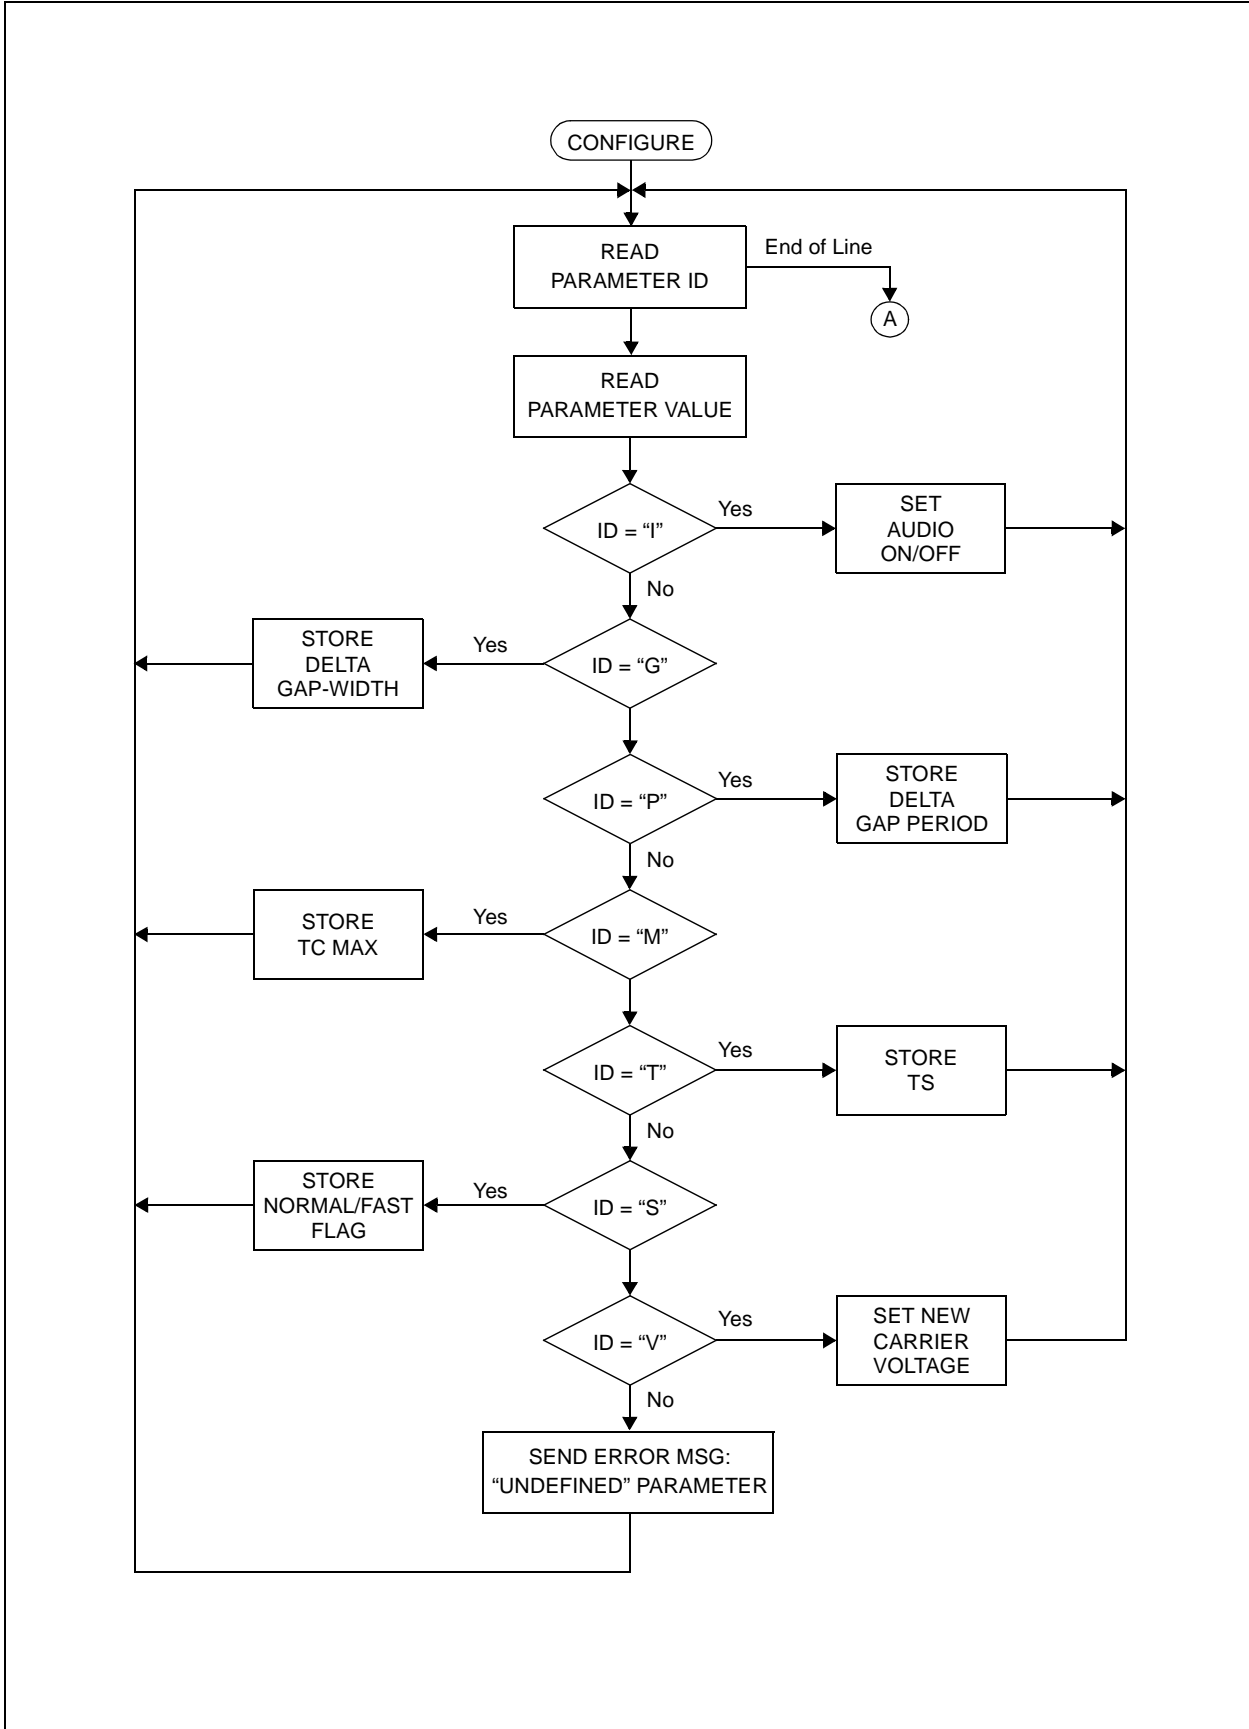 CONFIGURE
READ
PARAMETER ID
End of Line
A
READ
PARAMETER VALUE
ID = “I”
Yes
SET
AUDIO
ON/OFF
No
STORE
DELTA
GAP-WIDTH
Yes
ID = “G”
ID = “P”
Yes
STORE
DELTA
GAP PERIOD
No
STORE
TC MAX
Yes
ID = “M”
ID = “T”
Yes
STORE
TS
No
STORE
NORMAL/FAST
FLAG
Yes
ID = “S”
ID = “V”
Yes
SET NEW
CARRIER
VOLTAGE
No
SEND ERROR MSG:
“UNDEFINED” PARAMETER